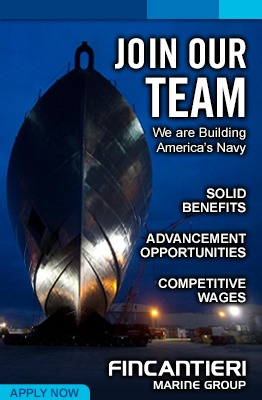 JOIN OUR
TEAM
We are Building
America's Navy
SOLID
BENEFITS
ADVANCEMENT
OPPORTUNITIES
COMPETITIVE
WAGES
FINCANTIERI
MARINE GROUP
APPLY NOW